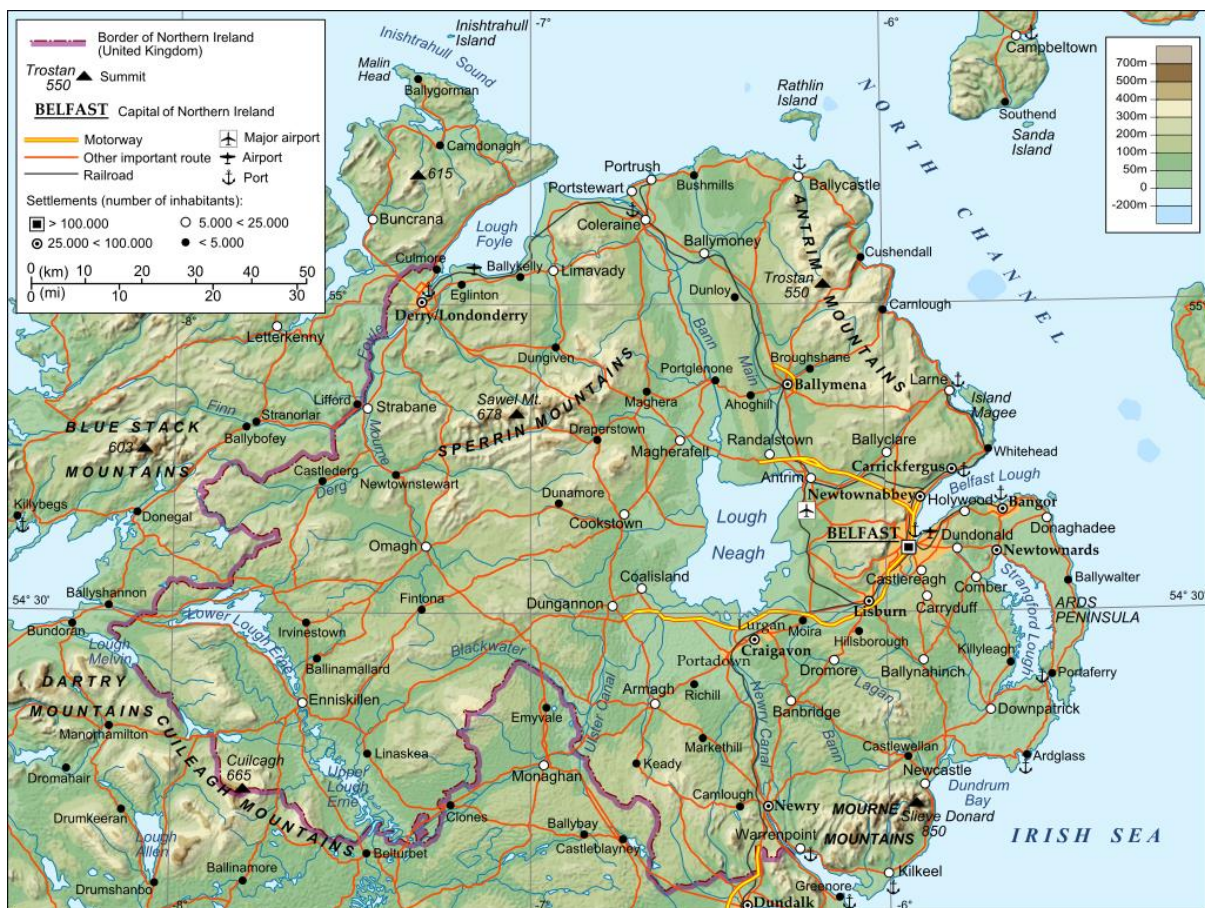 Border of Northern Ireland
(United Kingdom)
Trostan
550
Summit
BELFAST Capital of Northern Ireland
Motorway
Major airport
Other important route
Airport
Railroad
Port
Settlements (number of inhabitants):
> 100.000
5.000 < 25.000
25.000 < 100.000
< 5.000
0 (km) 10 20 30 40 50
0 (mi) 10 20 30
-7°
-6°
700m
500m
400m
300m
200m
100m
50m
0
-200m
Inishtrahull
Island
Inishtrahull Sound
Malin
Head
Ballygorman
Carndonagh
615
Buncrana
Lough
Foyle
Culmore
Rathlin
Island
NORTH CHANNEL
Campbeltown
Southend
Sanda
Island
Portrush
Portstewart
Bushmills
Ballycastle
Coleraine
Ballymoney
ANTRIM MOUNTAINS
Cushendall
Ballykelly
Limavady
Eglinton
Trostan
550
Dunloy
Carnlough
55°
55°
-8°
Derry/Londonderry
Letterkenny
Foyle
Bann
Main
Dungiven
Broughshane
Portglenone
Ballymena
Larne
Island
Magee
Lifford
Strabane
Sawel Mt.
678
SPERRIN MOUNTAINS
Maghera
Ahoghill
Finn
Stranorlar
Ballybofey
BLUE STACK
603
MOUNTAINS
Mourne
Draperstown
Magherafelt
Randalstown
Ballyclare
Whitehead
Carrickfergus
Belfast Lough
Castlederg
Derg
Newtownstewart
Antrim
Newtownabbey
Holywood
Bangor
Killybegs
Donegal
Dunamore
Cookstown
Lough
Neagh
BELFAST
Dundonald
Donaghadee
Newtownards
Omagh
Castlereagh
Comber
Strangford Lough
Ballywalter
Coalisland
Ballyshannon
54° 30'
54° 30'
Bundoran
Lower Lough Erne
Fintona
Dungannon
Lisburn
Carryduff
ARDS
PENINSULA
Irvinestown
Lurgan
Moira
Hillsborough
Craigavon
Lough
Melvin
Ballinamallard
Blackwater
Portadown
Dromore
Ballynahinch
Killyleagh
Portaferry
DARTRY
MOUNTAINS
Enniskillen
Armagh
Richill
Lagan
Banbridge
Downpatrick
Manorhamilton
CUILEAGH MOUNTAINS
Emyvale
Ulster Canal
Newry Canal
Bann
Markethill
Castlewellan
Ardglass
Dromahair
Cuilcagh
665
Linaskea
Upper
Lough
Erne
Monaghan
Keady
Newcastle
Dundrum
Bay
Drumkeeran
Clones
Camlough
Newry
MOURNE
MOUNTAINS
Slieve Donard
850
IRISH SEA
Lough
Allen
Ballybay
Castleblayney
Warrenpoint
Belturbet
Ballinamore
Kilkeel
Drumshanbo
Greenore
Dundalk
-8°
-7°
-6°